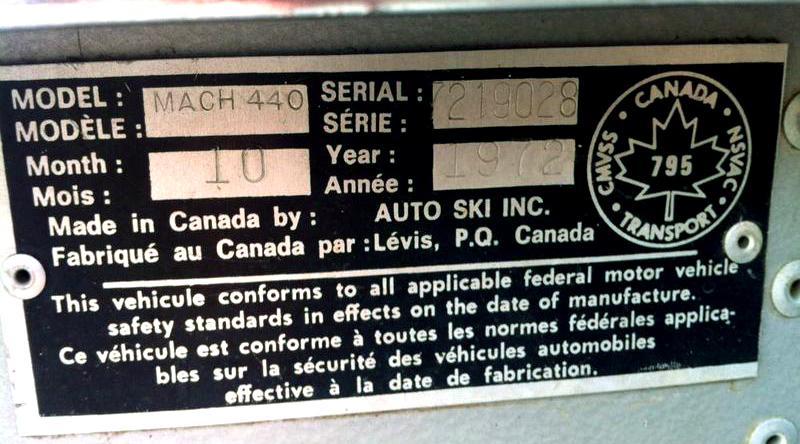 MODEL : MACH 440 SERIAL : 7219028
MODÈLE : SÉRIE :
Month : 10 Year : 1972
Mois : Année :
Made in Canada by : AUTO SKI INC.
Fabriqué au Canada par : Lévis, P.Q. Canada
CANADA
CMVSS 795 NSVAC
TRANSPORT
This vehicule conforms to all applicable federal motor vehicle
safety standards in effects on the date of manufacture.
Ce véhicule est conforme à toutes les normes fédérales applica-
bles sur la sécurité des véhicules automobiles
effective à la date de fabrication.